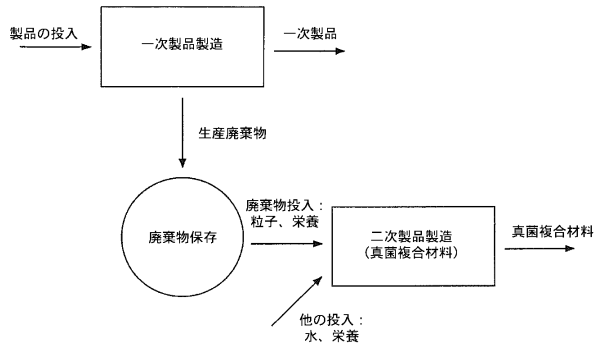 製品の投入
一次製品製造
一次製品
生産廃棄物
廃棄物保存
廃棄物投入：
粒子、栄養
二次製品製造
（真菌複合材料）
真菌複合材料
他の投入：
水、栄養